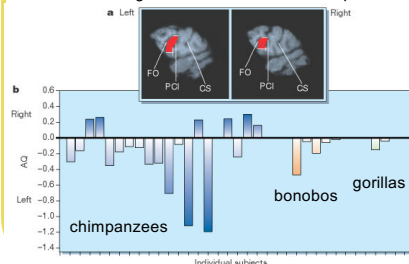 a Left
Right
FO
PCI
CS
FO
PCI
CS
b
0.6
Right
0.4
0.2
0.0
AQ
−0.2
−0.4
−0.6
Left
−0.8
−1.0
−1.2
−1.4
chimpanzees
bonobos
gorillas
Individual subjects